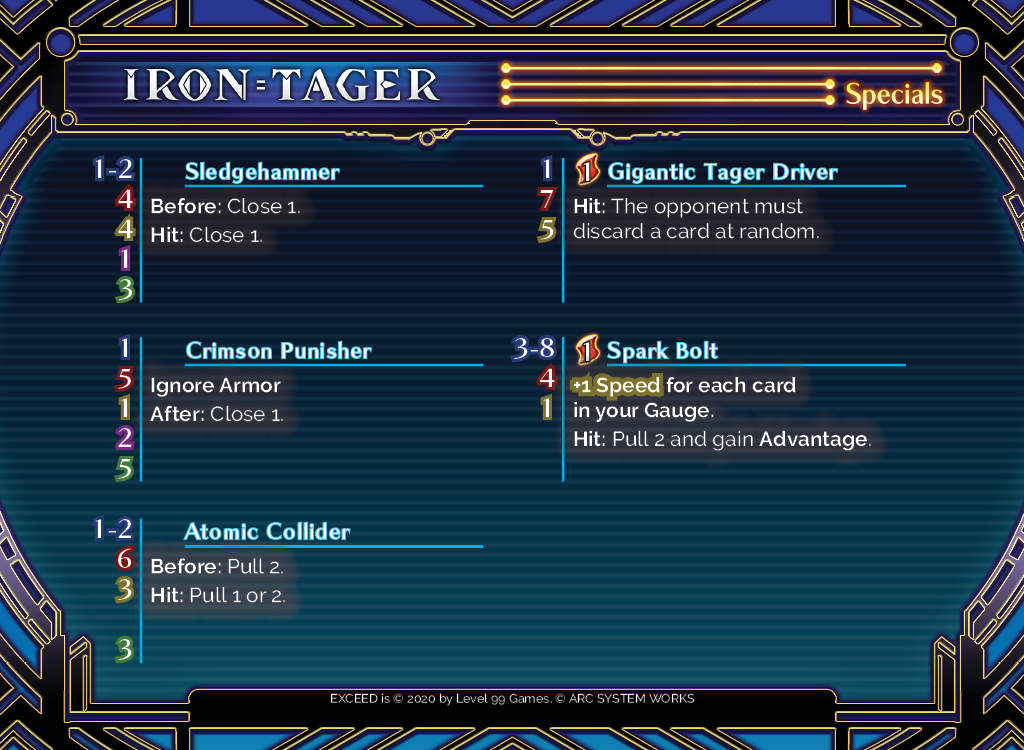 IRON=TAGER
Specials
1-2
Sledgehammer
4
Before: Close 1.
4
Hit: Close 1.
1
3
1
1 Gigantic Tager Driver
7
Hit: The opponent must
5
discard a card at random.
1
Crimson Punisher
5
Ignore Armor
1
After: Close 1.
2
5
3-8
1 Spark Bolt
4
+1 Speed for each card
1
in your Gauge.
Hit: Pull 2 and gain Advantage.
1-2
Atomic Collider
6
Before: Pull 2.
3
Hit: Pull 1 or 2.
3
EXCEED is © 2020 by Level 99 Games. © ARC SYSTEM WORKS